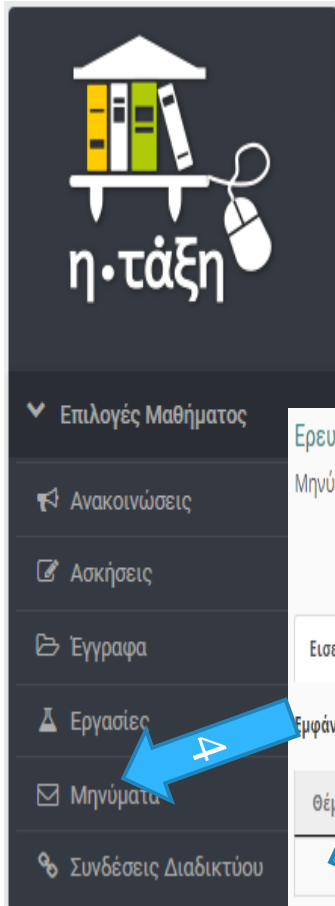 η·τάξη
Επιλογές Μαθήματος
Ανακοινώσεις
Ασκήσεις
Έγγραφα
Εργασίες
4
Μηνύματα
Συνδέσεις Διαδικτύου